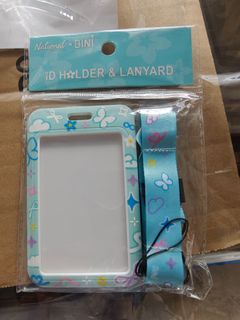 National • DINI
iD HOLDER & LANYARD